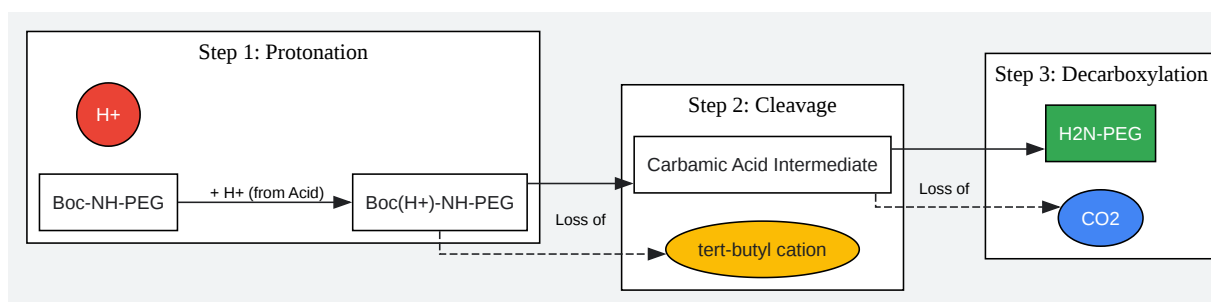 Step 1: Protonation
H+
Boc-NH-PEG
+ H+ (from Acid)
Boc(H+)-NH-PEG
Loss of
Step 2: Cleavage
Carbamic Acid Intermediate
tert-butyl cation
Loss of
Step 3: Decarboxylation
H2N-PEG
CO2